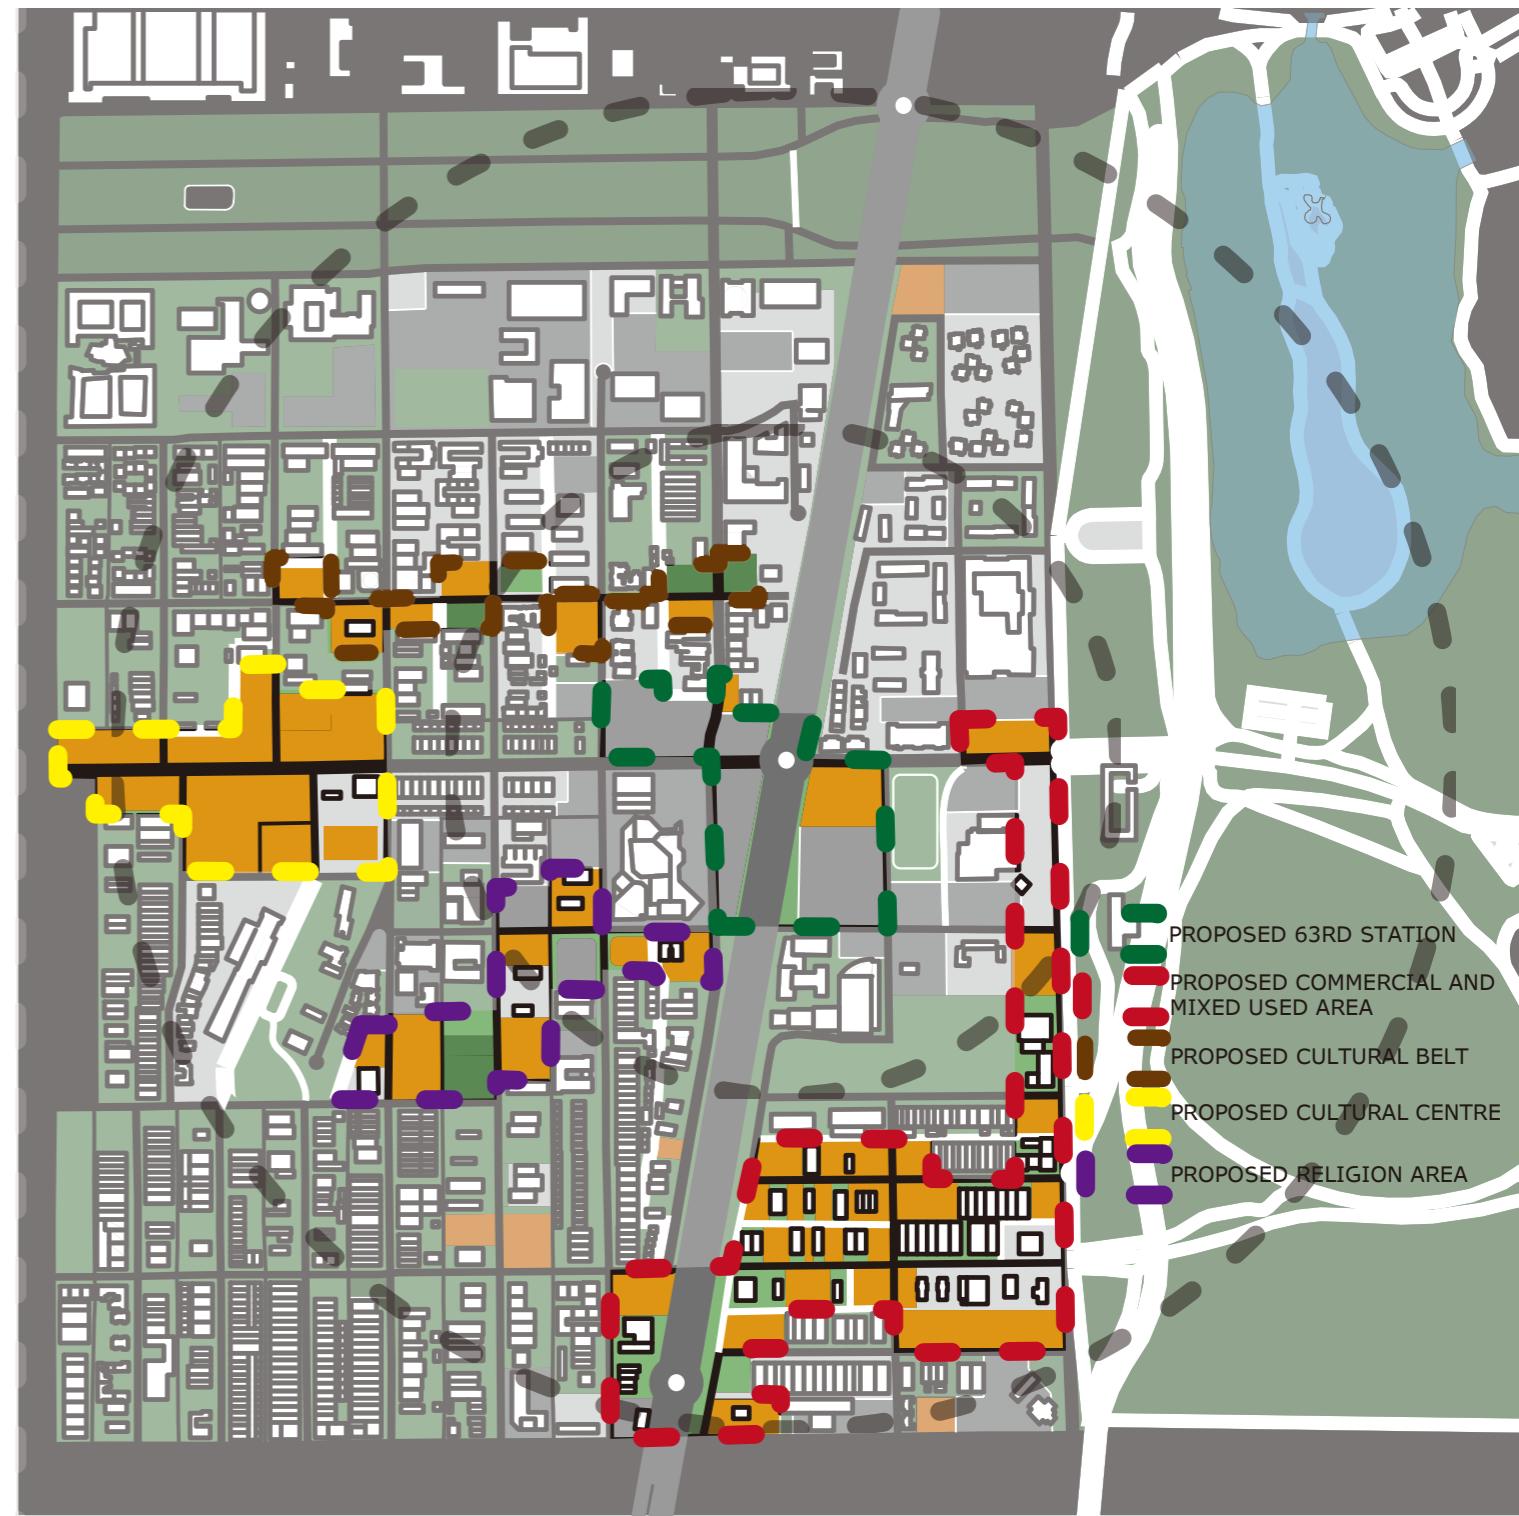 PROPOSED 63RD STATION
PROPOSED COMMERCIAL AND
MIXED USED AREA
PROPOSED CULTURAL BELT
PROPOSED CULTURAL CENTRE
PROPOSED RELIGION AREA